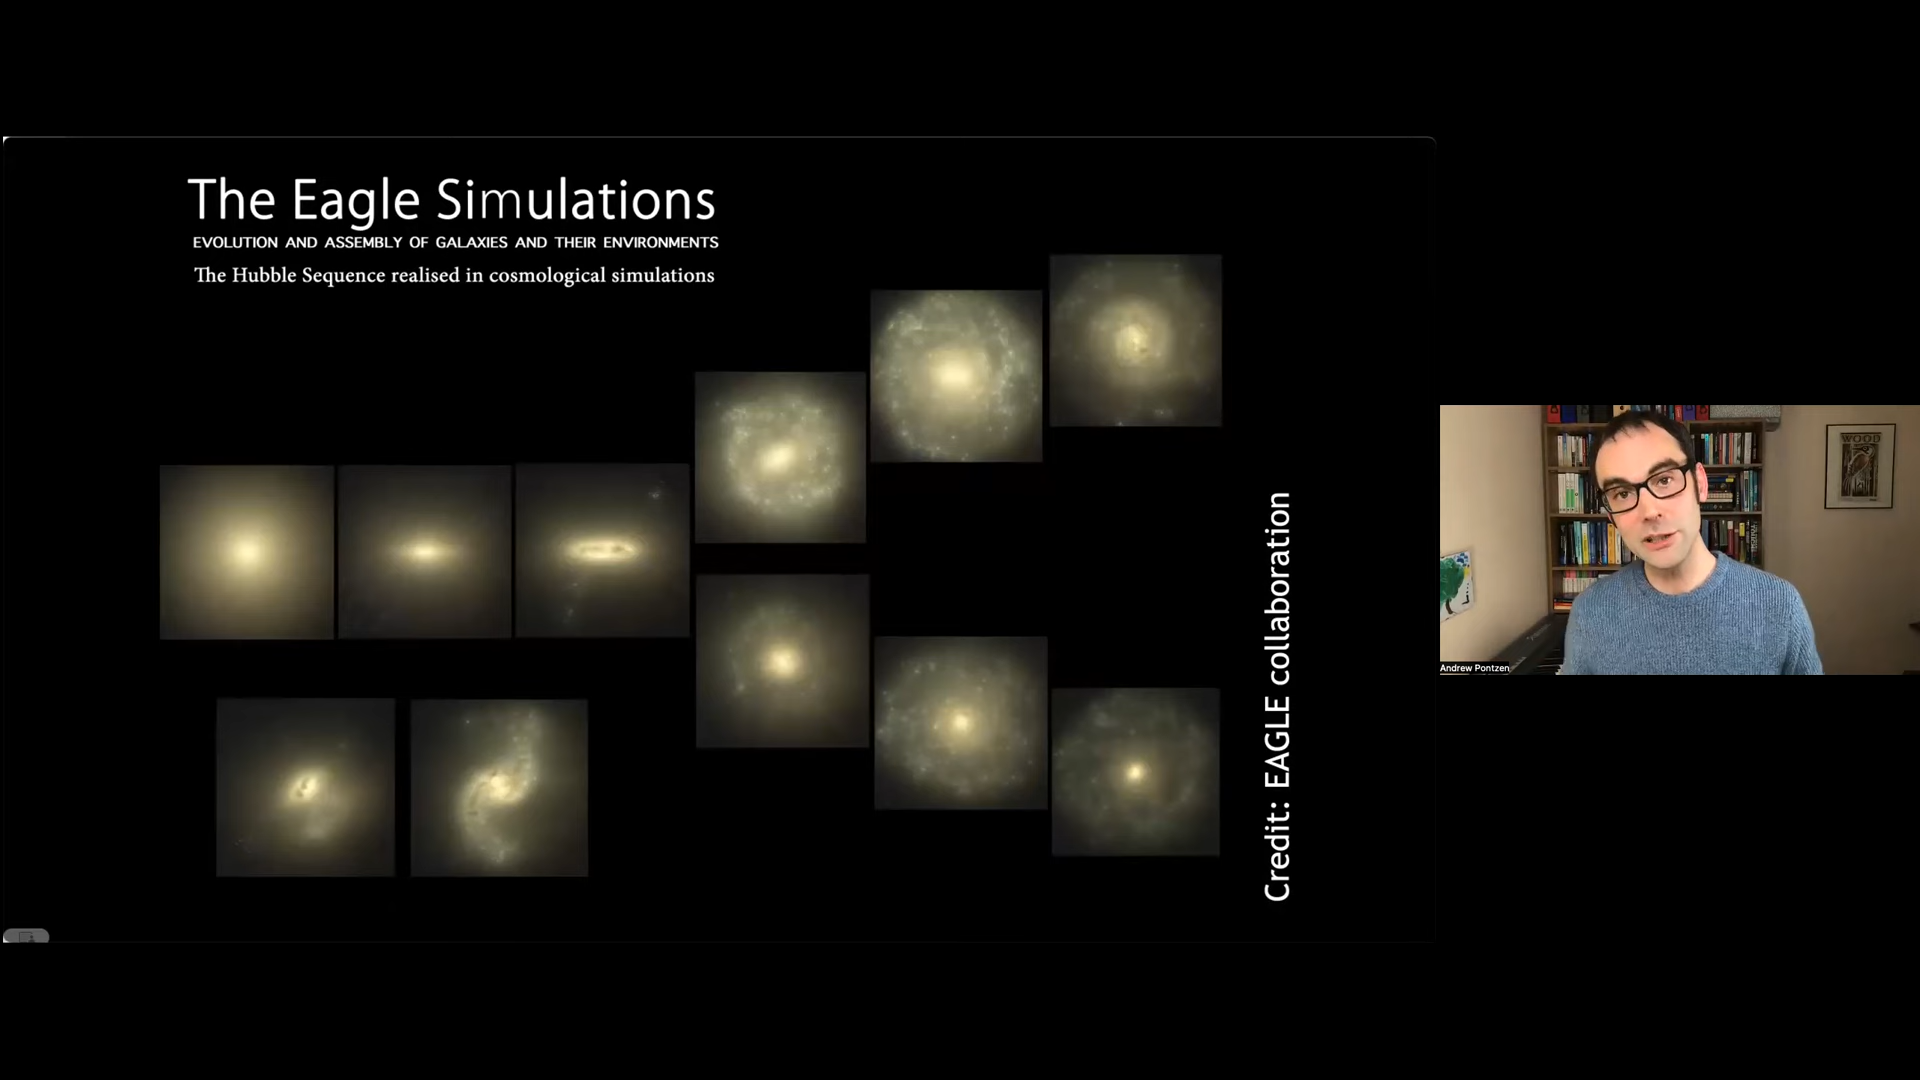 The Eagle Simulations
EVOLUTION AND ASSEMBLY OF GALAXIES AND THEIR ENVIRONMENTS
The Hubble Sequence realised in cosmological simulations
Credit: EAGLE collaboration
WOOD
Andrew Pontzen